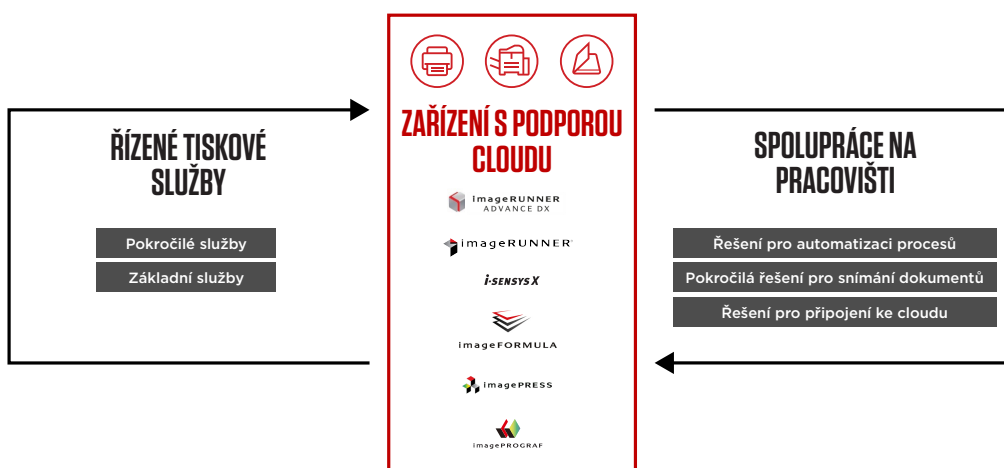 ŘÍZENÉ TISKOVÉ
SLUŽBY
Pokročilé služby
Základní služby
ZAŘÍZENÍ S PODPOROU
CLOUDU
imageRUNNER
ADVANCE DX
imageRUNNER
i-SENSYS X
imageFORMULA
imagePRESS
imagePROGRAF
SPOLUPRÁCE NA
PRACOVIŠTI
Řešení pro automatizaci procesů
Pokročilá řešení pro snímání dokumentů
Řešení pro připojení ke cloudu